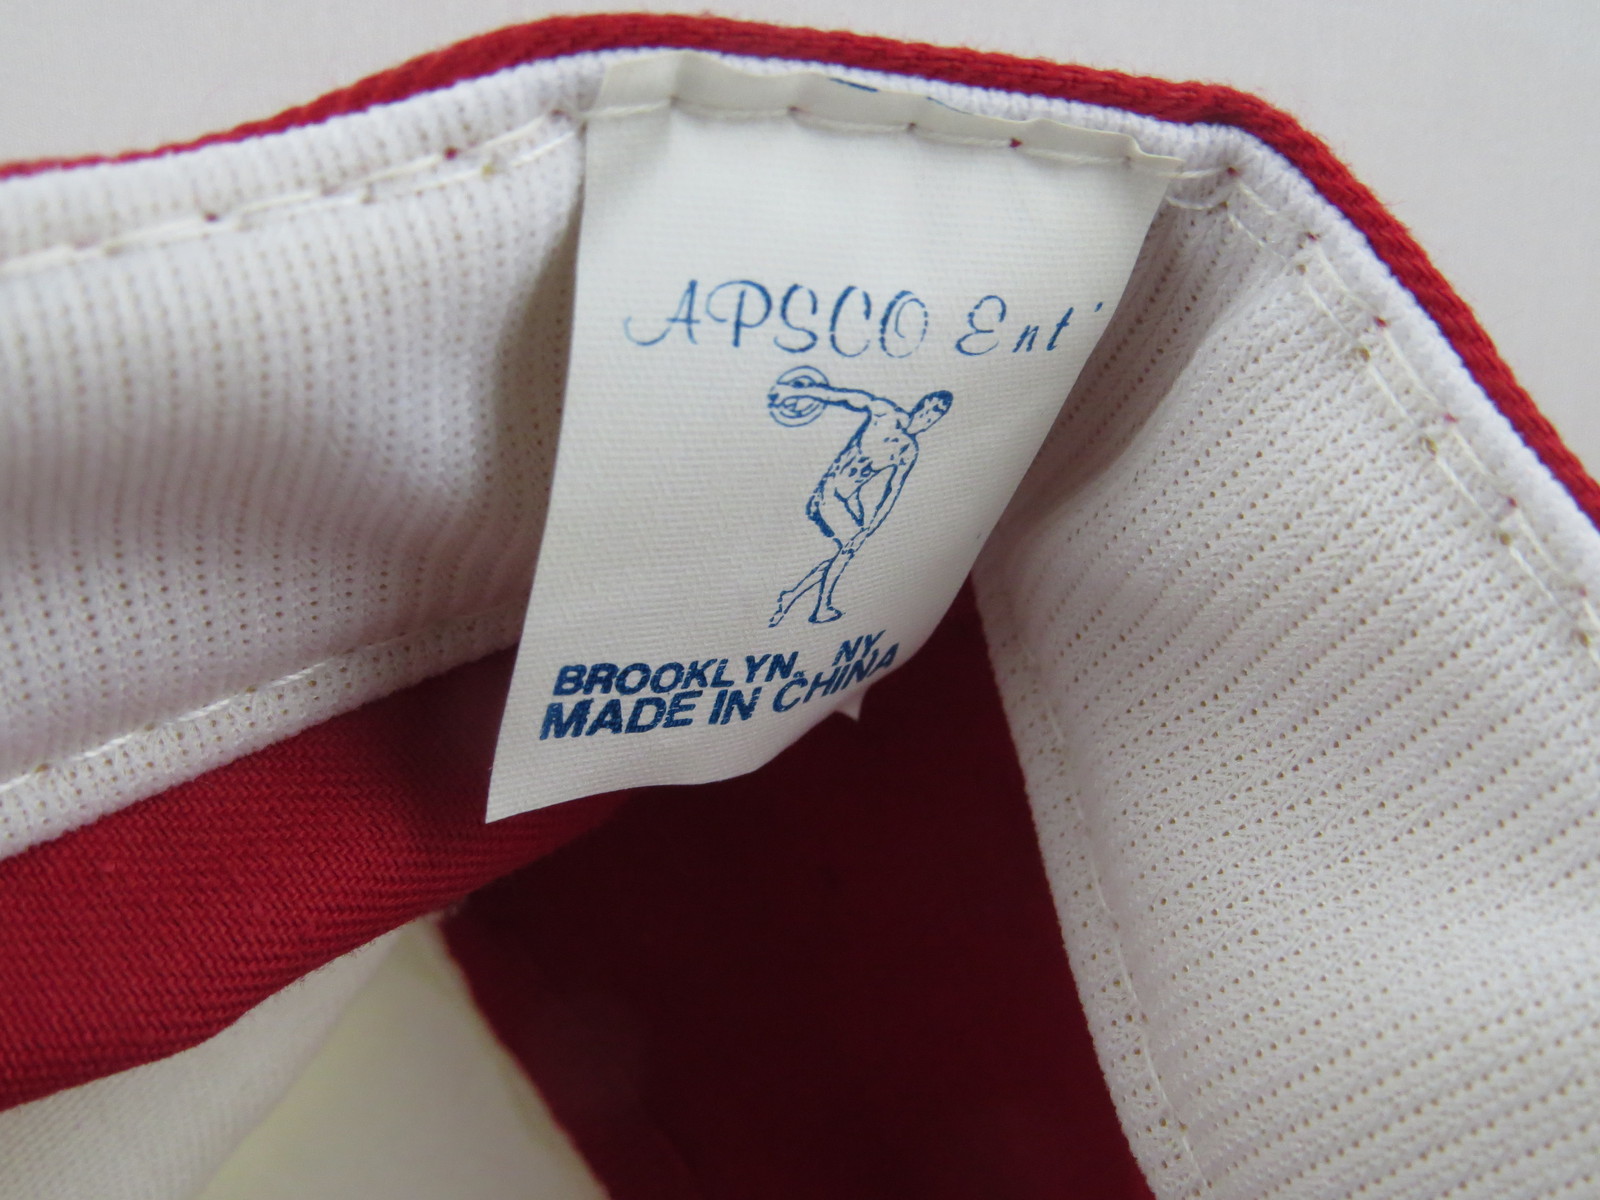 APSCO Ent'
BROOKLYN, NY
MADE IN CHINA